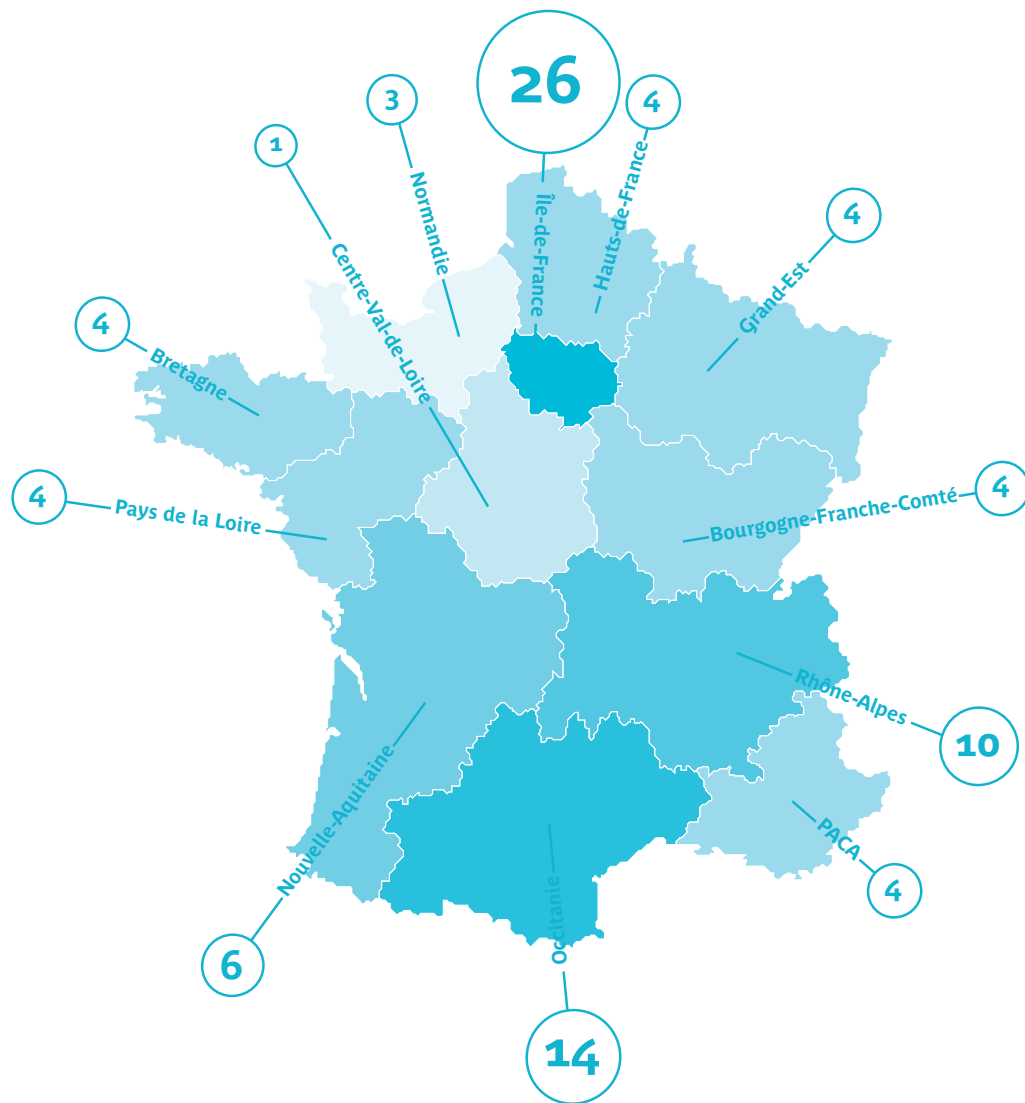 26
Île-de-France
4
Hauts-de-France
3
Normandie
1
Centre-Val-de-Loire
4
Grand-Est
4
Bretagne
4
Pays de la Loire
4
Bourgogne-Franche-Comté
Rhône-Alpes
10
PACA
4
Nouvelle-Aquitaine
6
Occitanie
14